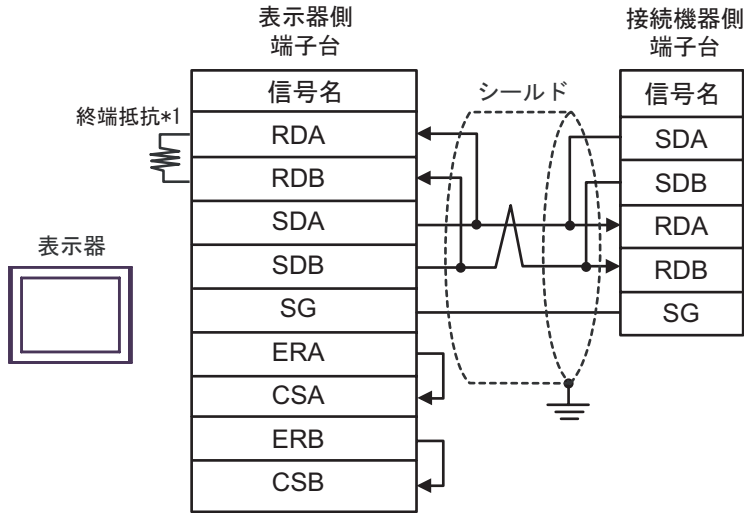 表示器側
端子台
接続機器側
端子台
終端抵抗*1
信号名
シールド
信号名
RDA
SDA
RDB
SDB
SDA
RDA
表示器
SDB
RDB
SG
SG
ERA
CSA
ERB
CSB